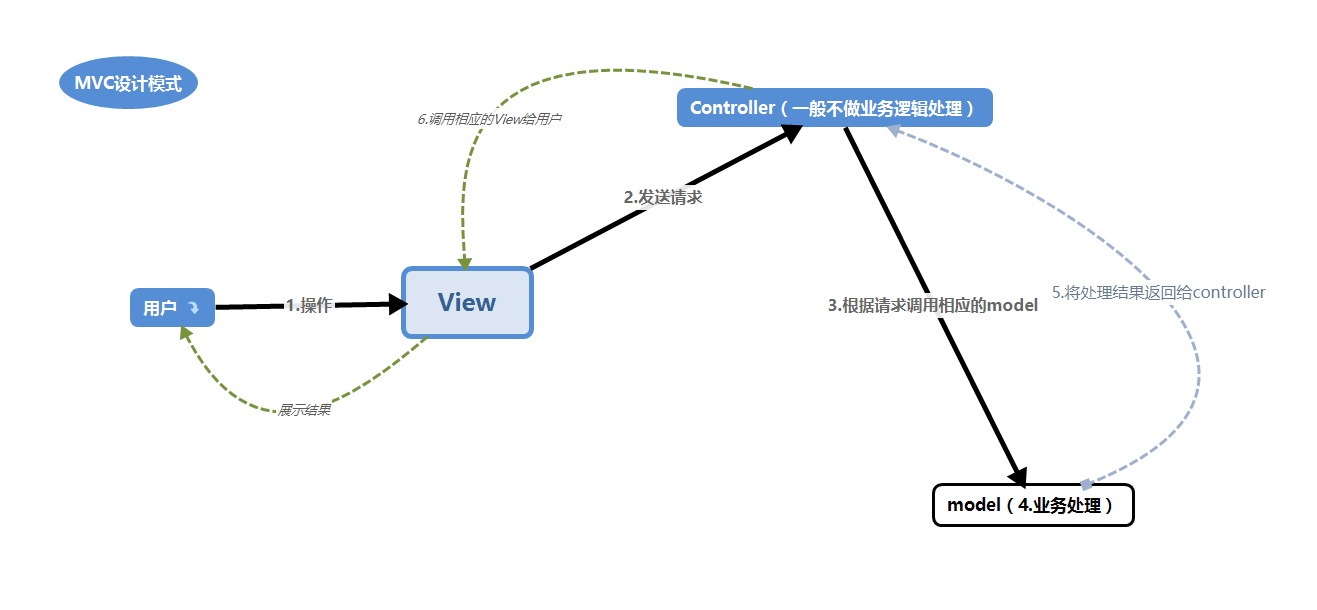 MVC设计模式
Controller（一般不做业务逻辑处理）
6.调用相应的View给用户
2.发送请求
用户
1.操作
View
3.根据请求调用相应的model
5.将处理结果返回给controller
展示结果
model（4.业务处理）